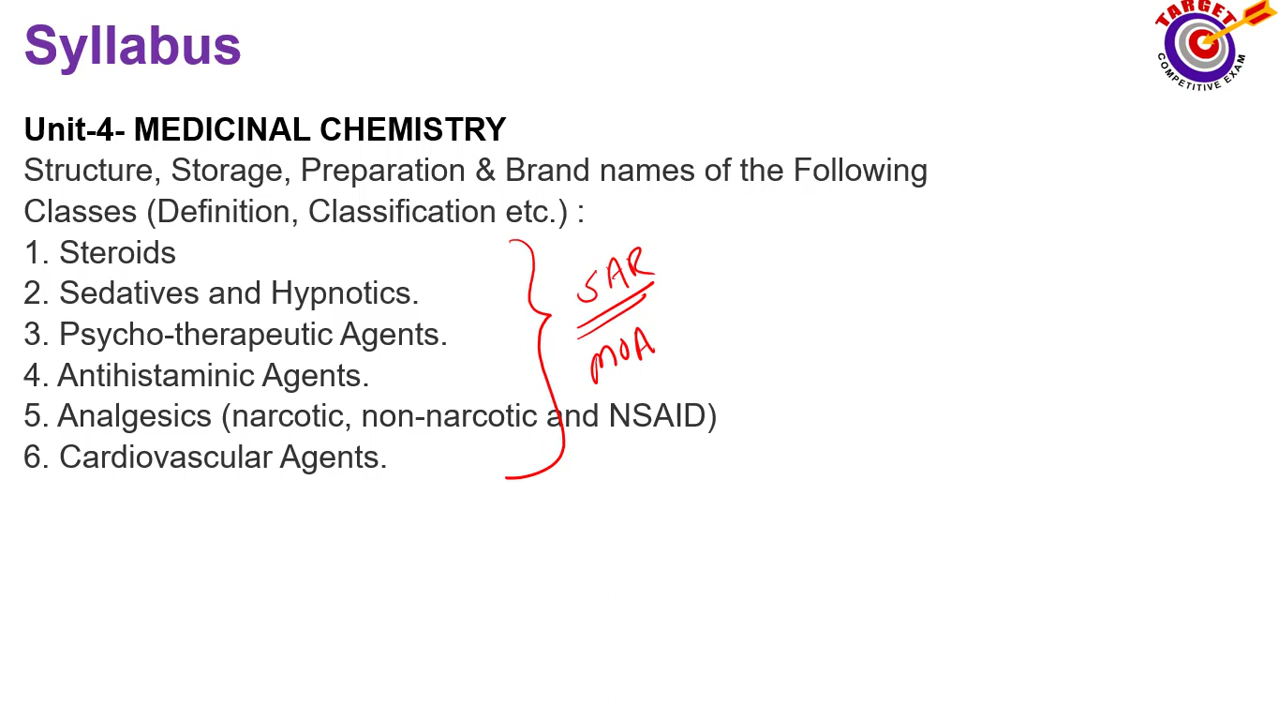 Syllabus
TARGET
COMPETITIVE EXAM
Unit-4- MEDICINAL CHEMISTRY
Structure, Storage, Preparation & Brand names of the Following
Classes (Definition, Classification etc.) :
1. Steroids
2. Sedatives and Hypnotics.
3. Psycho-therapeutic Agents.
4. Antihistaminic Agents.
5. Analgesics (narcotic, non-narcotic and NSAID)
6. Cardiovascular Agents.
SAR
MOA